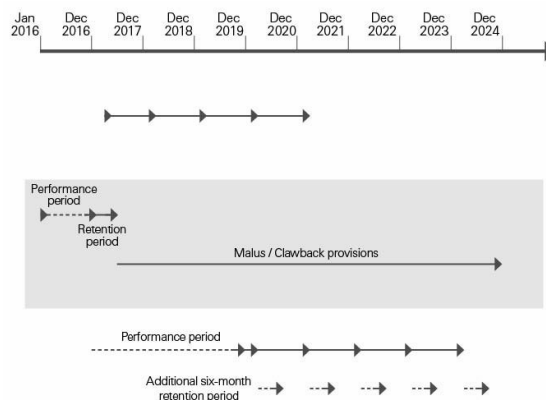 Jan Dec Dec Dec Dec Dec Dec Dec Dec Dec
2016 2016 2017 2018 2019 2020 2021 2022 2023 2024
Performance
period
Retention
period
Malus / Clawback provisions
Performance period
Additional six-month
retention period